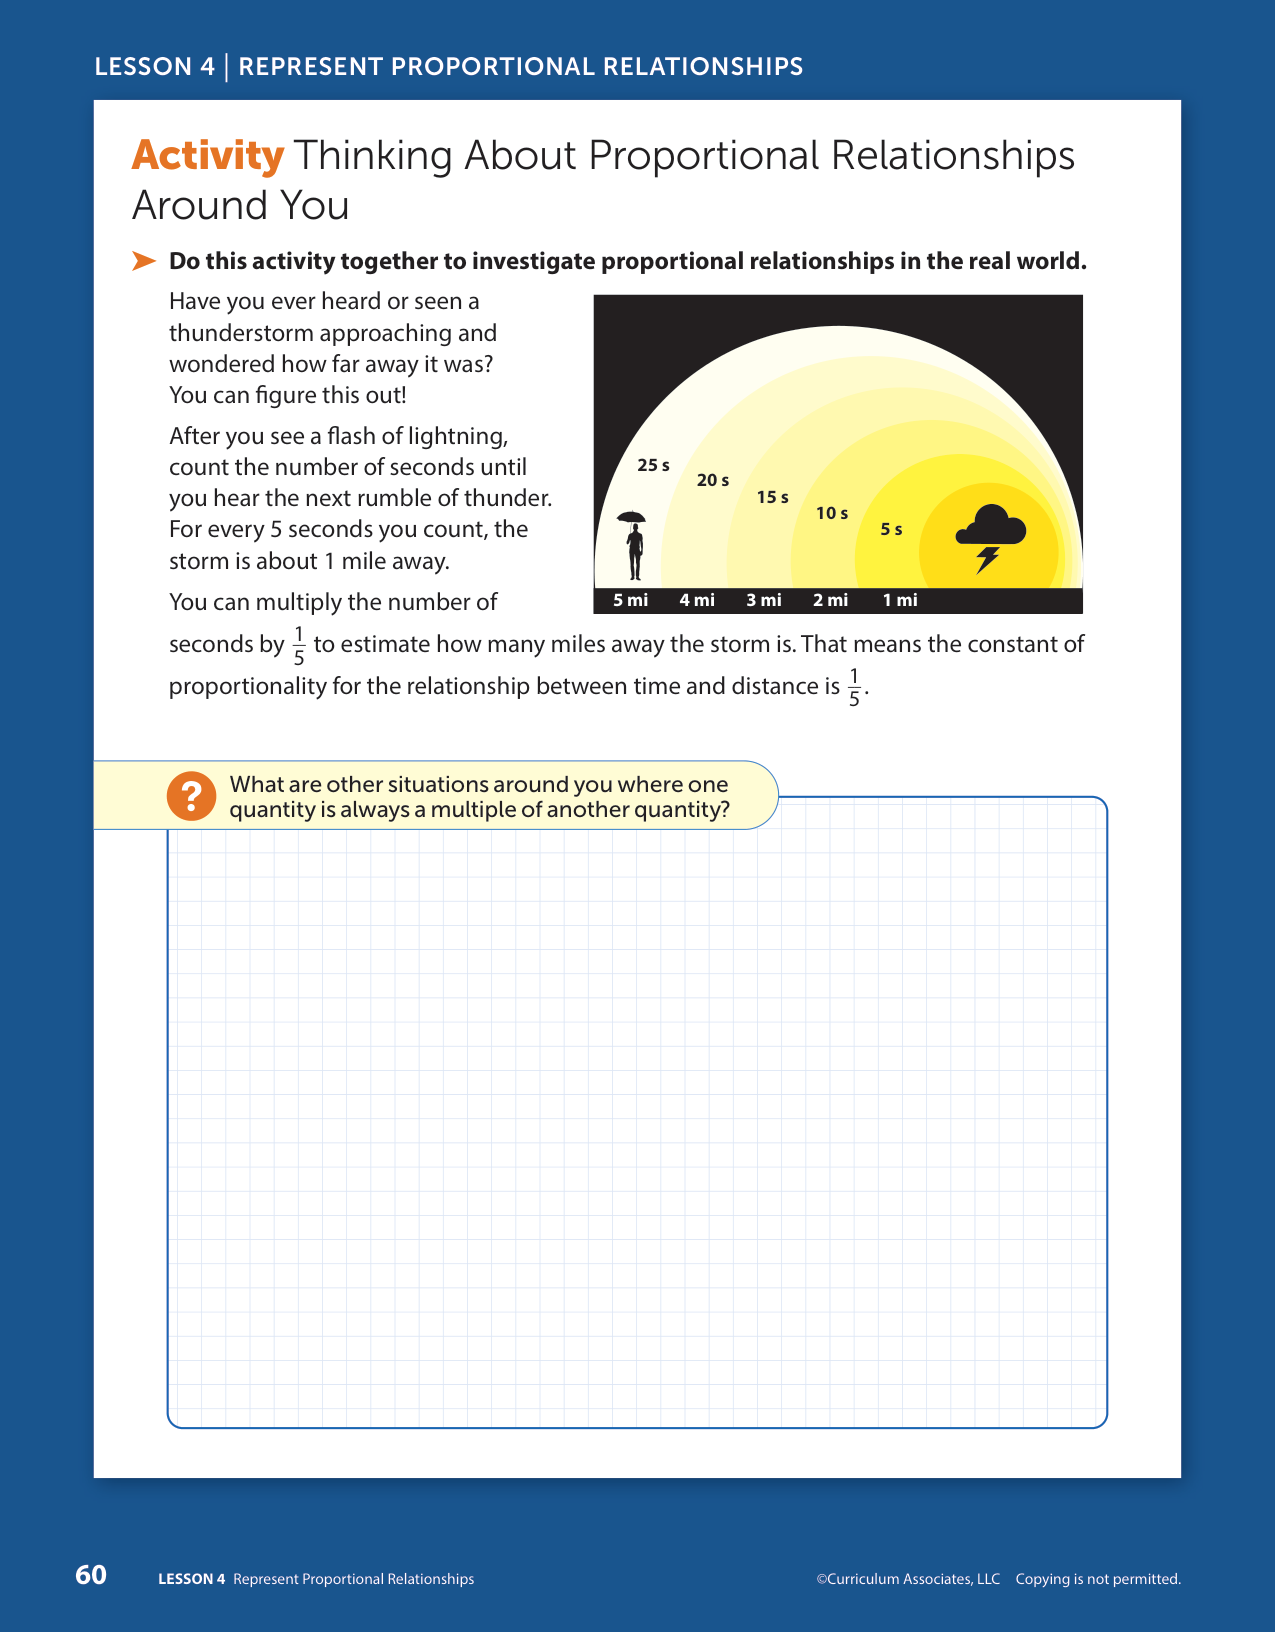 LESSON 4 | REPRESENT PROPORTIONAL RELATIONSHIPS
Activity Thinking About Proportional Relationships
Around You
Do this activity together to investigate proportional relationships in the real world.
Have you ever heard or seen a
thunderstorm approaching and
wondered how far away it was?
You can figure this out!
After you see a flash of lightning,
count the number of seconds until
you hear the next rumble of thunder.
For every 5 seconds you count, the
storm is about 1 mile away.
You can multiply the number of
seconds by 1/5 to estimate how many miles away the storm is. That means the constant of
proportionality for the relationship between time and distance is 1/5.
25 s
20 s
15 s
10 s
5 s
5 mi 4 mi 3 mi 2 mi 1 mi
? What are other situations around you where one
quantity is always a multiple of another quantity?
60 LESSON 4 Represent Proportional Relationships ©Curriculum Associates, LLC Copying is not permitted.